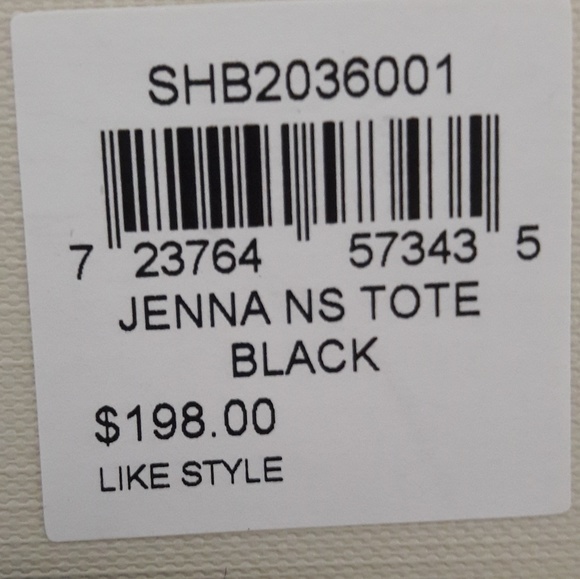 SHB2036001
7 23764 57343 5
JENNA NS TOTE
BLACK
$198.00
LIKE STYLE